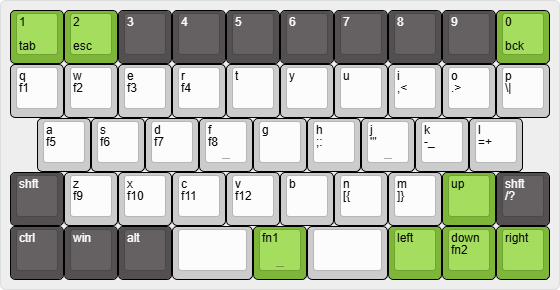 1 2 3 4 5 6 7 8 9 0
tab esc bck
q w e r t y u i o p
f1 f2 f3 f4 ,< .> \|
a s d f g h j k l
f5 f6 f7 f8 ;: '" -_ =+
_ _
shft z x c v b n m up shft
f9 f10 f11 f12 [{ ]} /?
ctrl win alt fn1 left down right
fn2
_